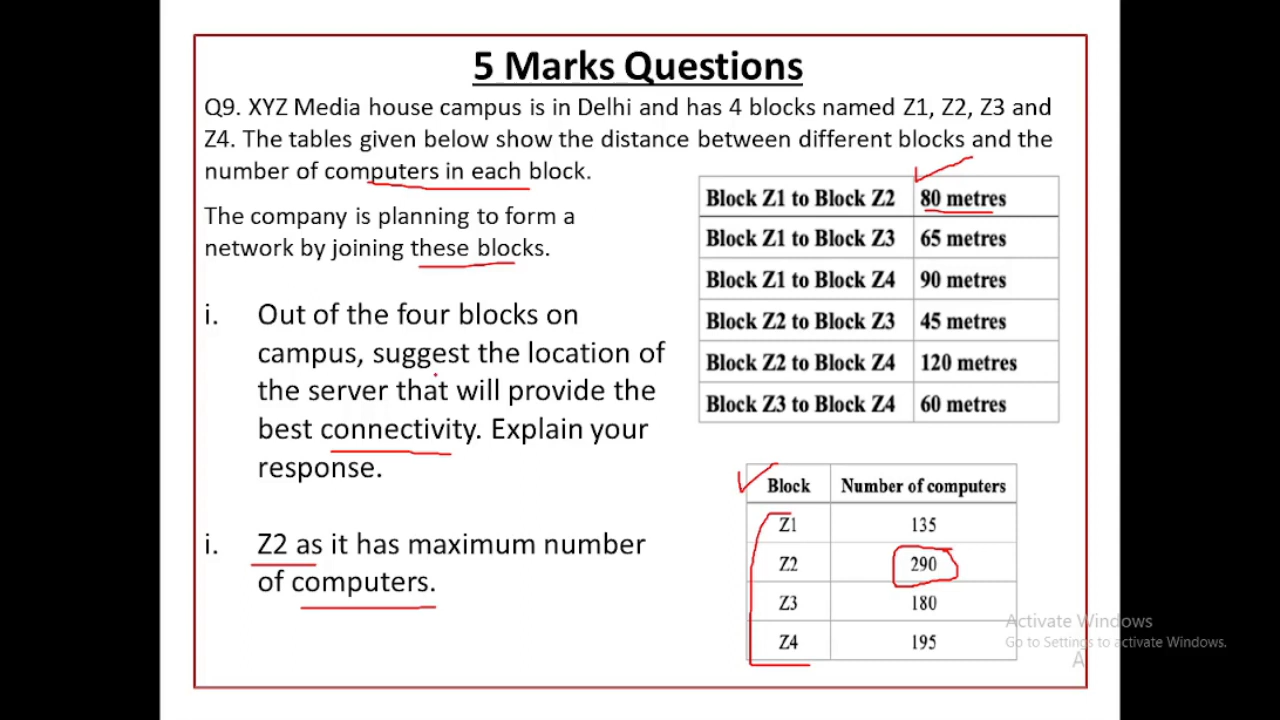 5 Marks Questions
Q9. XYZ Media house campus is in Delhi and has 4 blocks named Z1, Z2, Z3 and
Z4. The tables given below show the distance between different blocks and the
number of computers in each block.
The company is planning to form a
network by joining these blocks.
i. Out of the four blocks on
campus, suggest the location of
the server that will provide the
best connectivity. Explain your
response.
i. Z2 as it has maximum number
of computers.
Block Z1 to Block Z2 80 metres
Block Z1 to Block Z3 65 metres
Block Z1 to Block Z4 90 metres
Block Z2 to Block Z3 45 metres
Block Z2 to Block Z4 120 metres
Block Z3 to Block Z4 60 metres
Block Number of computers
Z1 135
Z2 290
Z3 180
Z4 195
Activate Windows
Go to Settings to activate Windows.
A